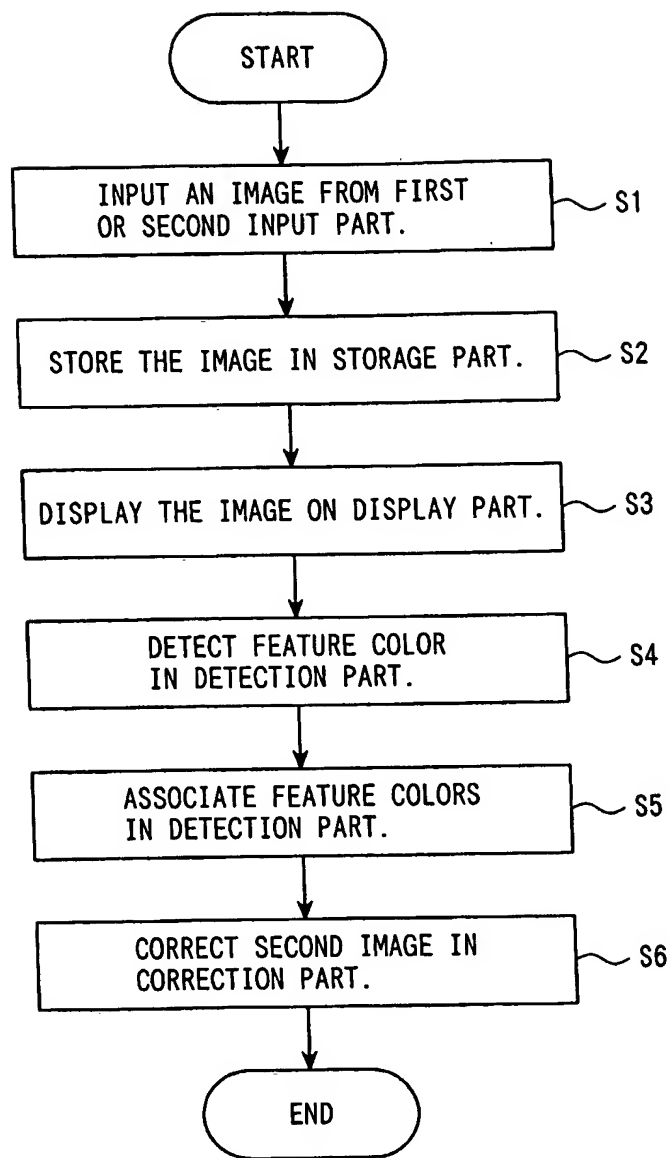 START
INPUT AN IMAGE FROM FIRST
OR SECOND INPUT PART.
S1
STORE THE IMAGE IN STORAGE PART.
S2
DISPLAY THE IMAGE ON DISPLAY PART.
S3
DETECT FEATURE COLOR
IN DETECTION PART.
S4
ASSOCIATE FEATURE COLORS
IN DETECTION PART.
S5
CORRECT SECOND IMAGE IN
CORRECTION PART.
S6
END